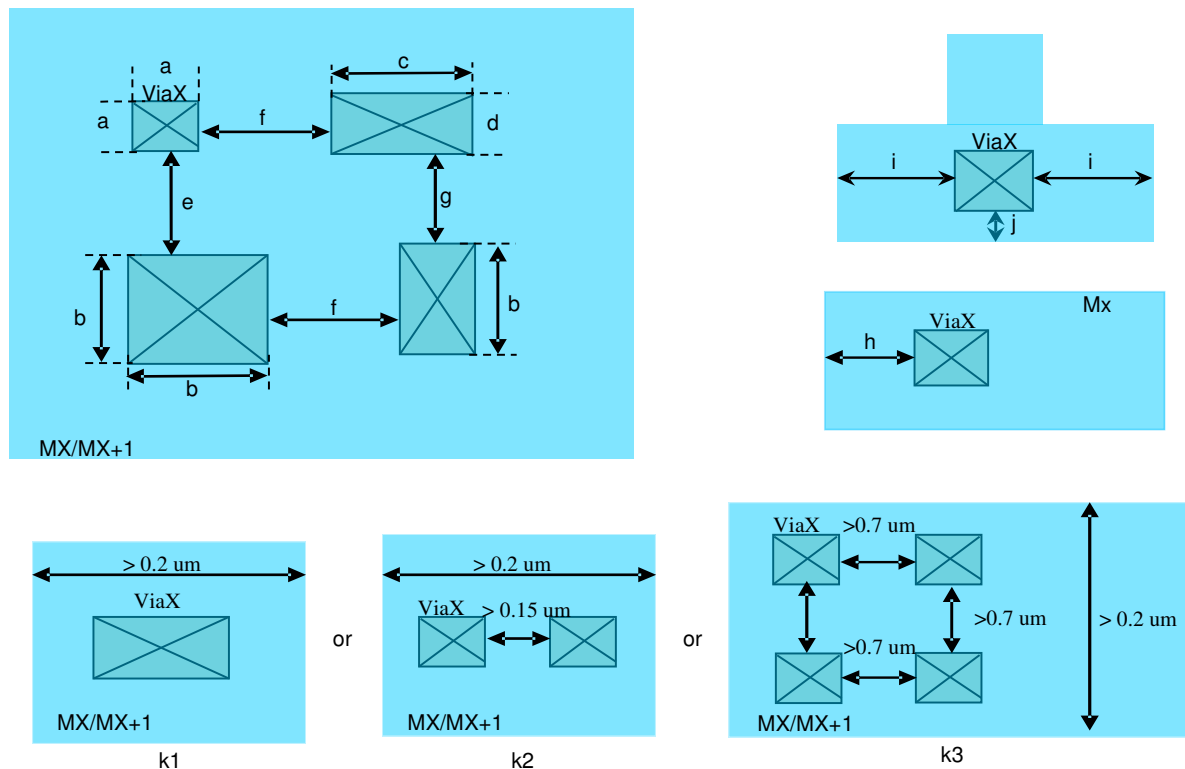 a
ViaX
a
f
c
d
e
g
b
b
f
b
MX/MX+1
ViaX
i
i
j
Mx
ViaX
h
> 0.2 um
ViaX
MX/MX+1
k1
or
> 0.2 um
ViaX
> 0.15 um
MX/MX+1
k2
or
ViaX
>0.7 um
>0.7 um
>0.7 um
> 0.2 um
MX/MX+1
k3